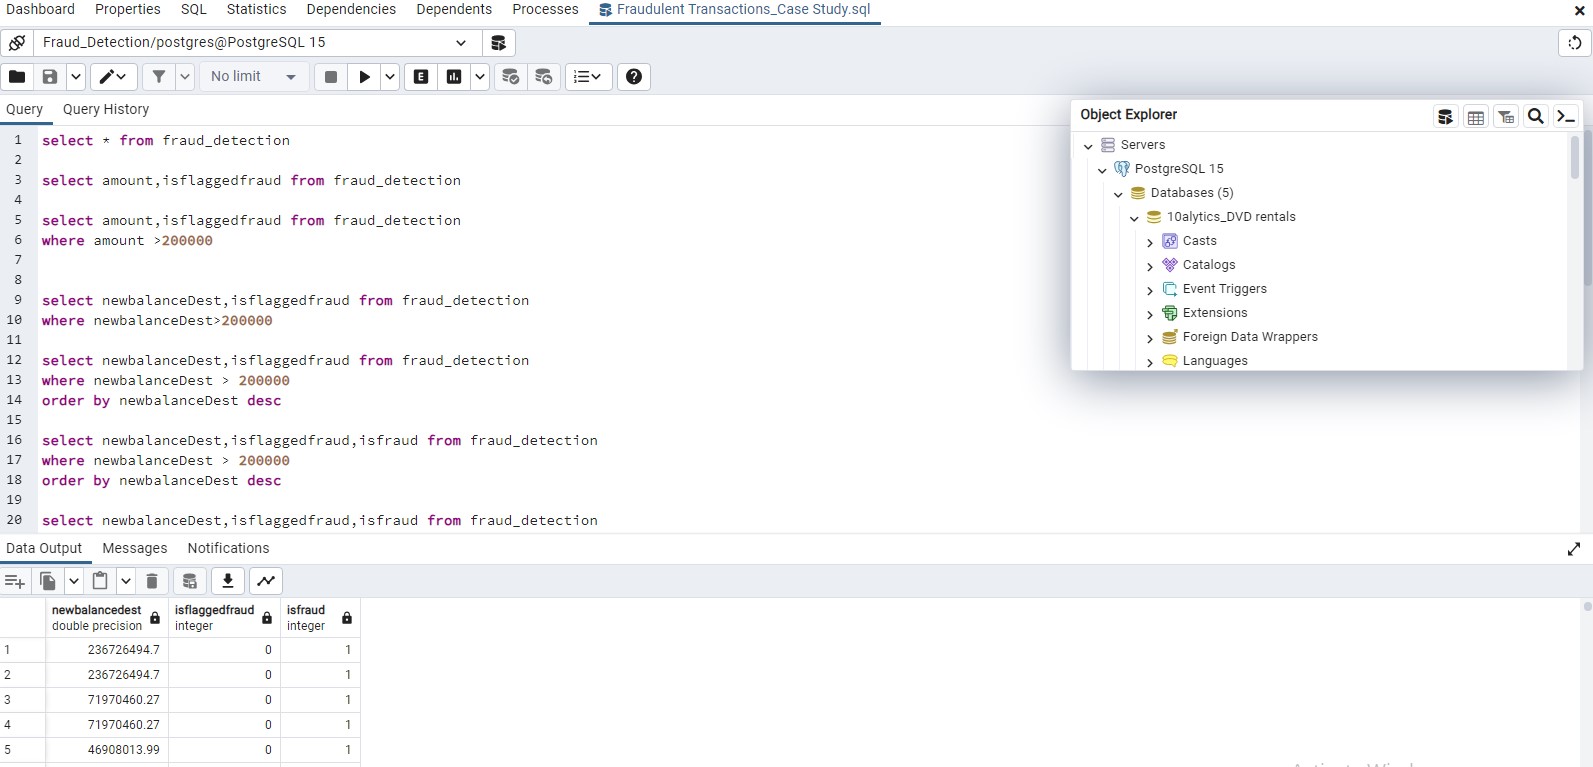 Dashboard Properties SQL Statistics Dependencies Dependents Processes Fraudulent Transactions_Case Study.sql
Fraud_Detection/postgres@PostgreSQL 15
No limit
E
Query Query History
1 select * from fraud_detection
2
3 select amount,isflaggedfraud from fraud_detection
4
5 select amount,isflaggedfraud from fraud_detection
6 where amount >200000
7
8
9 select newbalanceDest,isflaggedfraud from fraud_detection
10 where newbalanceDest>200000
11
12 select newbalanceDest,isflaggedfraud from fraud_detection
13 where newbalanceDest > 200000
14 order by newbalanceDest desc
15
16 select newbalanceDest,isflaggedfraud,isfraud from fraud_detection
17 where newbalanceDest > 200000
18 order by newbalanceDest desc
19
20 select newbalanceDest,isflaggedfraud,isfraud from fraud_detection
Object Explorer
Servers
PostgreSQL 15
Databases (5)
10alytics_DVD rentals
Casts
Catalogs
Event Triggers
Extensions
Foreign Data Wrappers
Languages
Data Output Messages Notifications
newbalancedest isflaggedfraud isfraud
double precision integer integer
1 236726494.7 0 1
2 236726494.7 0 1
3 71970460.27 0 1
4 71970460.27 0 1
5 46908013.99 0 1